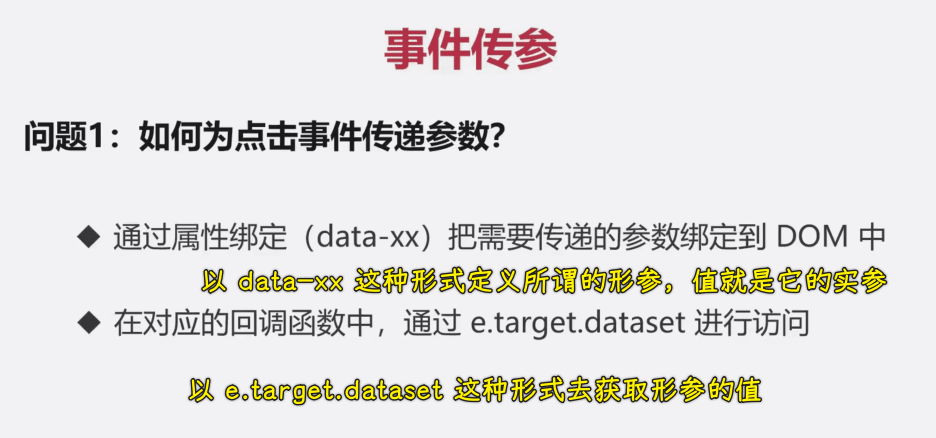 事件传参
问题1：如何为点击事件传递参数？
◆ 通过属性绑定（data-xx）把需要传递的参数绑定到 DOM 中
以 data-xx 这种形式定义所谓的形参，值就是它的实参
◆ 在对应的回调函数中，通过 e.target.dataset 进行访问
以 e.target.dataset 这种形式去获取形参的值